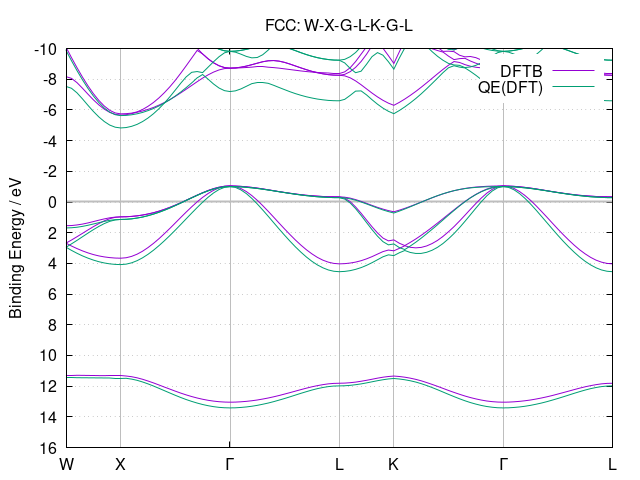 FCC: W-X-G-L-K-G-L
-10
-8
-6
-4
-2
0
2
4
6
8
10
12
14
16
Binding Energy / eV
DFTB
QE(DFT)
W X Γ L K Γ L